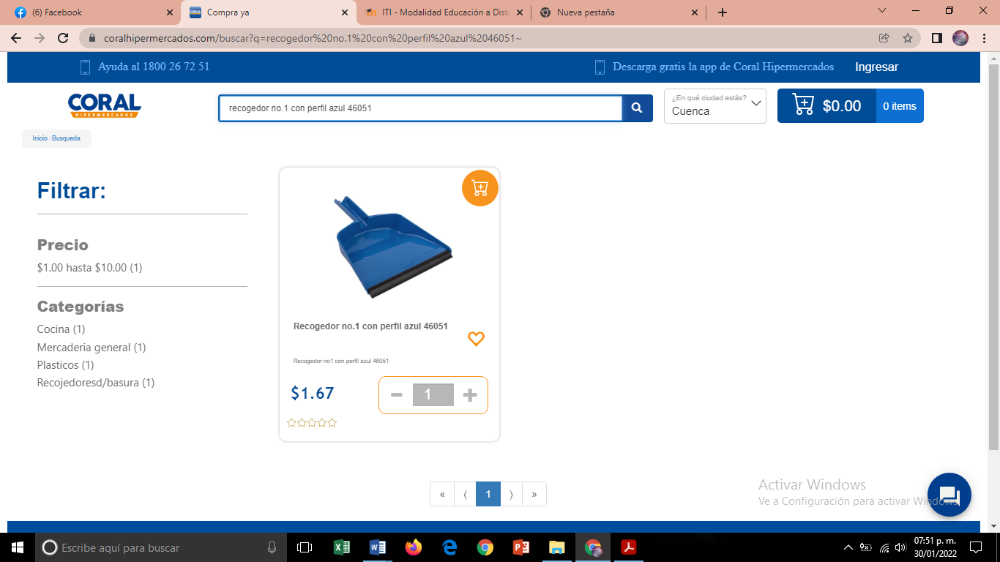 (6) Facebook
Compra ya
ITI - Modalidad Educación a Dista
Nueva pestaña
coralhipermercados.com/buscar?q=recogedor%20no.1%20con%20perfil%20azul%2046051~
Ayuda al 1800 26 72 51
Descarga gratis la app de Coral Hipermercados
Ingresar
CORAL
HIPERMERCADOS
recogedor no.1 con perfil azul 46051
¿En qué ciudad estás?
Cuenca
$0.00
0 items
Inicio / Busqueda
Filtrar:
Precio
$1.00 hasta $10.00 (1)
Categorías
Cocina (1)
Mercaderia general (1)
Plasticos (1)
Recojedoresd/basura (1)
Recogedor no.1 con perfil azul 46051
Recogedor no1 con perfil azul 46051
$1.67
1
« ⟨ 1 ⟩ »
Activar Windows
Ve a Configuración para activar Windows.
Escribe aquí para buscar
07:51 p. m.
30/01/2022